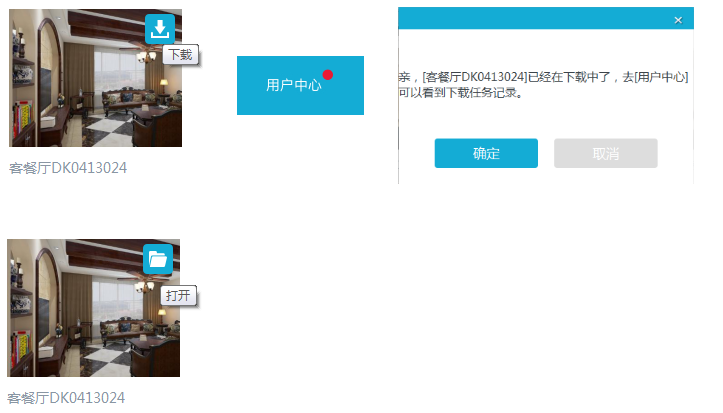 下载
客餐厅DK0413024
用户中心
亲，[客餐厅DK0413024]已经在下载中了，去[用户中心]
可以看到下载任务记录。
确定
取消
打开
客餐厅DK0413024